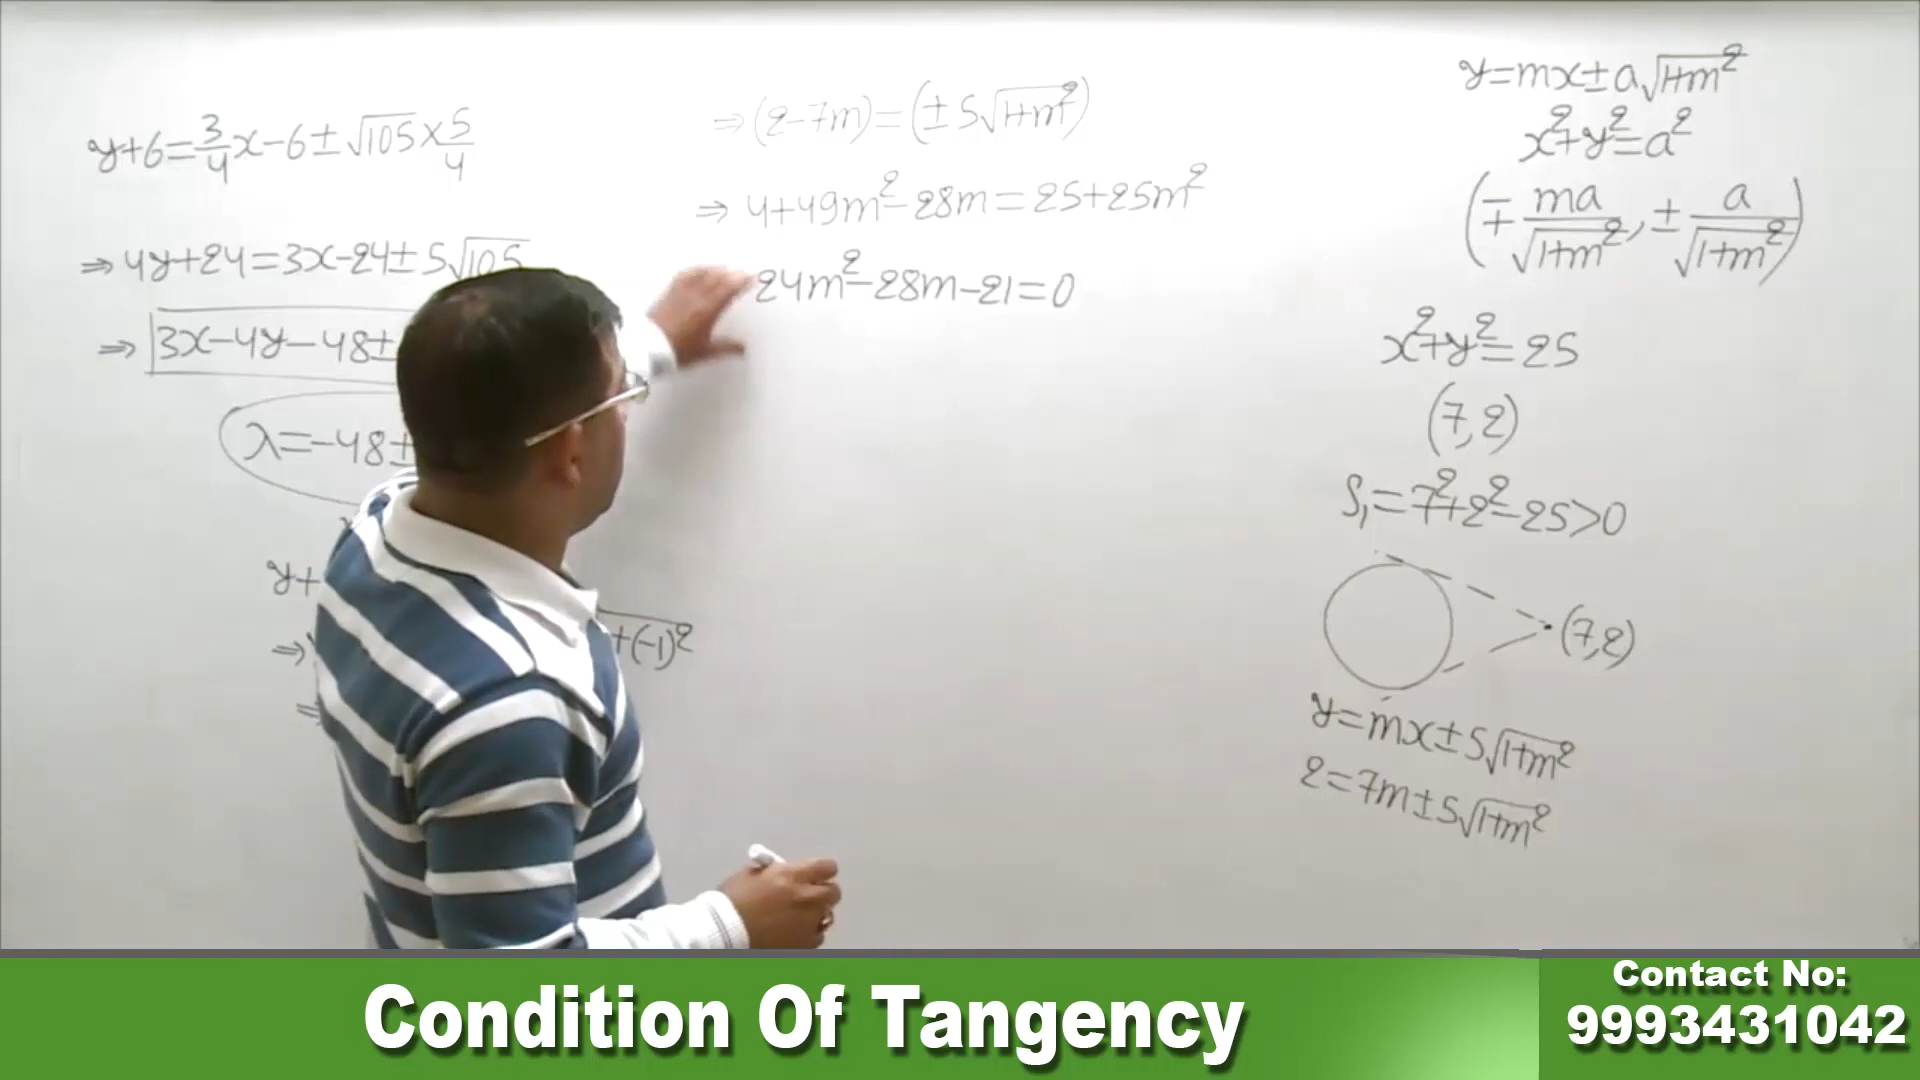 y+6=3/4x-6±√105×5/4
⇒4y+24=3x-24±5√105
⇒3x-4y-48±
λ=-48±
y+
⇒
+(-1)²
=
⇒(2-7m)=(±5√1+m²)
⇒4+49m²-28m=25+25m²
24m²-28m-21=0
y=mx±a√1+m²
x²+y²=a²
(∓ma/√1+m², ±a/√1+m²)
x²+y²=25
(7,2)
S₁=7²+2²-25>0
(7,2)
y=mx±5√1+m²
2=7m±5√1+m²
Condition Of Tangency
Contact No:
9993431042